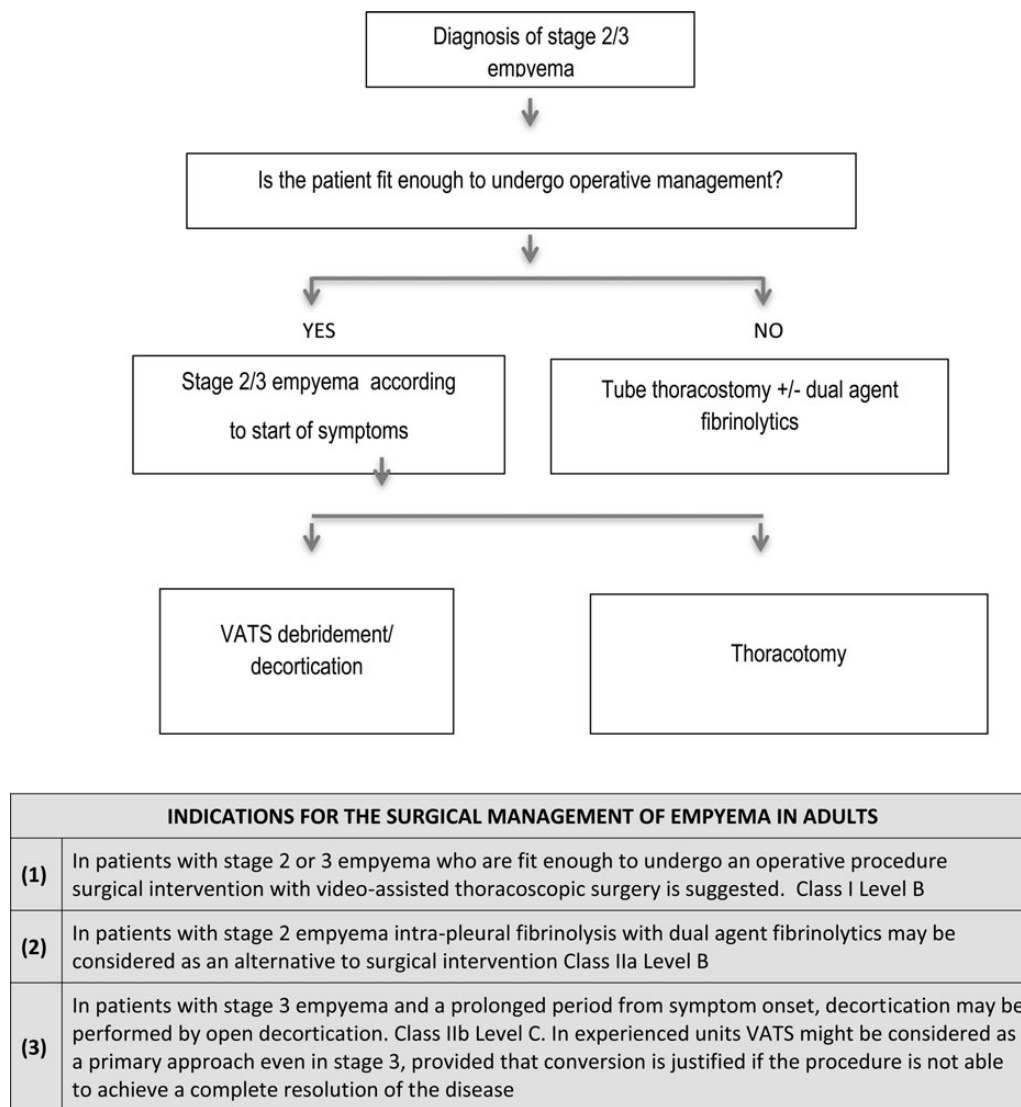 Diagnosis of stage 2/3
empyema
Is the patient fit enough to undergo operative management?
YES
NO
Stage 2/3 empyema according
to start of symptoms
Tube thoracostomy +/- dual agent
fibrinolytics
VATS debridement/
decortication
Thoracotomy
INDICATIONS FOR THE SURGICAL MANAGEMENT OF EMPYEMA IN ADULTS
(1)
In patients with stage 2 or 3 empyema who are fit enough to undergo an operative procedure
surgical intervention with video-assisted thoracoscopic surgery is suggested. Class I Level B
(2)
In patients with stage 2 empyema intra-pleural fibrinolysis with dual agent fibrinolytics may be
considered as an alternative to surgical intervention Class IIa Level B
(3)
In patients with stage 3 empyema and a prolonged period from symptom onset, decortication may be
performed by open decortication. Class IIb Level C. In experienced units VATS might be considered as
a primary approach even in stage 3, provided that conversion is justified if the procedure is not able
to achieve a complete resolution of the disease